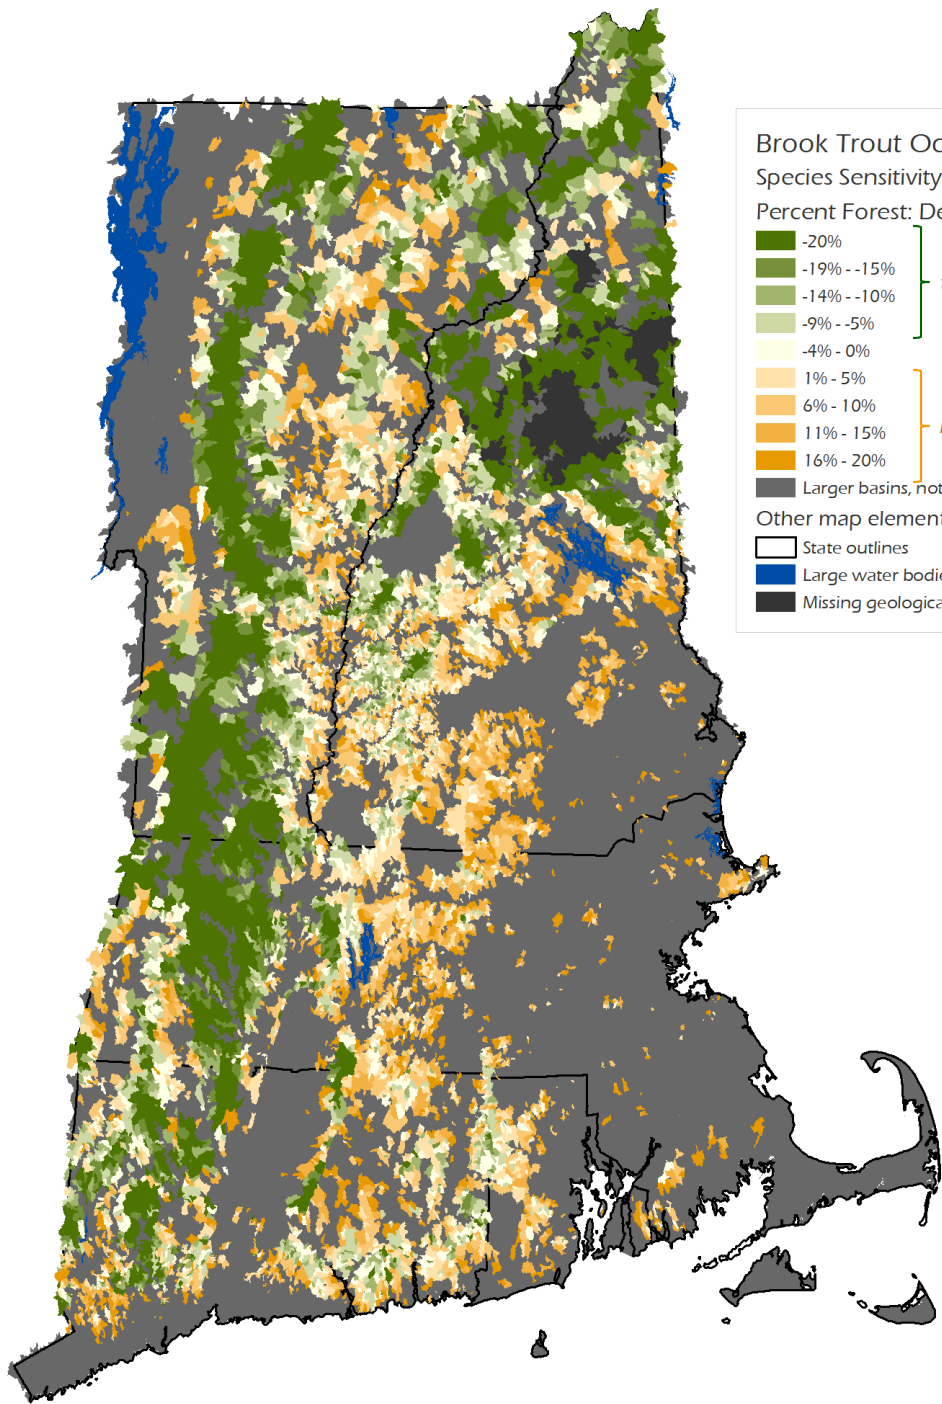 Brook Trout Oc
Species Sensitivity
Percent Forest: De
-20%
-19% - -15%
-14% - -10%
-9% - -5%
-4% - 0%
1% - 5%
6% - 10%
11% - 15%
16% - 20%
Larger basins, not
Other map element
State outlines
Large water bodie
Missing geologica